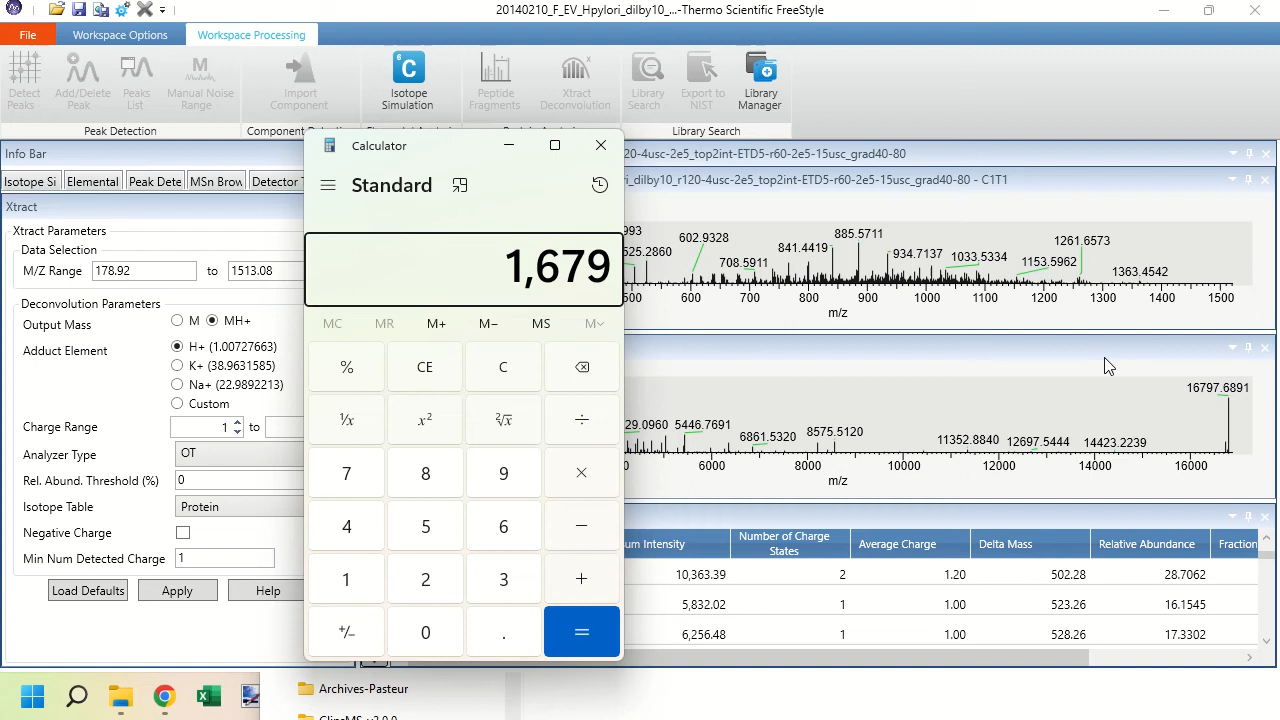 20140210_F_EV_Hpylori_dilby10_...-Thermo Scientific FreeStyle
File Workspace Options Workspace Processing
Detect Peaks
Add/Delete Peak
Peaks List
Manual Noise Range
Import Component
Isotope Simulation
Peptide Fragments
Xtract Deconvolution
Library Search
Export to NIST
Library Manager
Peak Detection
Library Search
Info Bar
20-4usc-2e5_top2int-ETD5-r60-2e5-15usc_grad40-80
Isotope Si Elemental Peak Dete MSn Brow Detector T
ri_dilby10_r120-4usc-2e5_top2int-ETD5-r60-2e5-15usc_grad40-80 - C1T1
Xtract
Xtract Parameters
Data Selection
M/Z Range 178.92 to 1513.08
Deconvolution Parameters
Output Mass M MH+
Adduct Element H+ (1.00727663)
K+ (38.9631585)
Na+ (22.9892213)
Custom
Charge Range 1 to
Analyzer Type OT
Rel. Abund. Threshold (%) 0
Isotope Table Protein
Negative Charge
Min Num Detected Charge 1
Load Defaults Apply Help
Calculator
Standard
1,679
MC MR M+ M− MS M
% CE C
¹/x x² ²√x ÷
7 8 9 ×
4 5 6 −
1 2 3 +
+/− 0 . =
993
525.2860
602.9328
708.5911
841.4419
885.5711
934.7137
1033.5334
1153.5962
1261.6573
1363.4542
500 600 700 800 900 1000 1100 1200 1300 1400 1500
m/z
29.0960
5446.7691
6861.5320
8575.5120
11352.8840
12697.5444
14423.2239
16797.6891
6000 8000 10000 12000 14000 16000
m/z
um Intensity Number of Charge States Average Charge Delta Mass Relative Abundance Fraction
10,363.39 2 1.20 502.28 28.7062
5,832.02 1 1.00 523.26 16.1545
6,256.48 1 1.00 528.26 17.3302
Archives-Pasteur